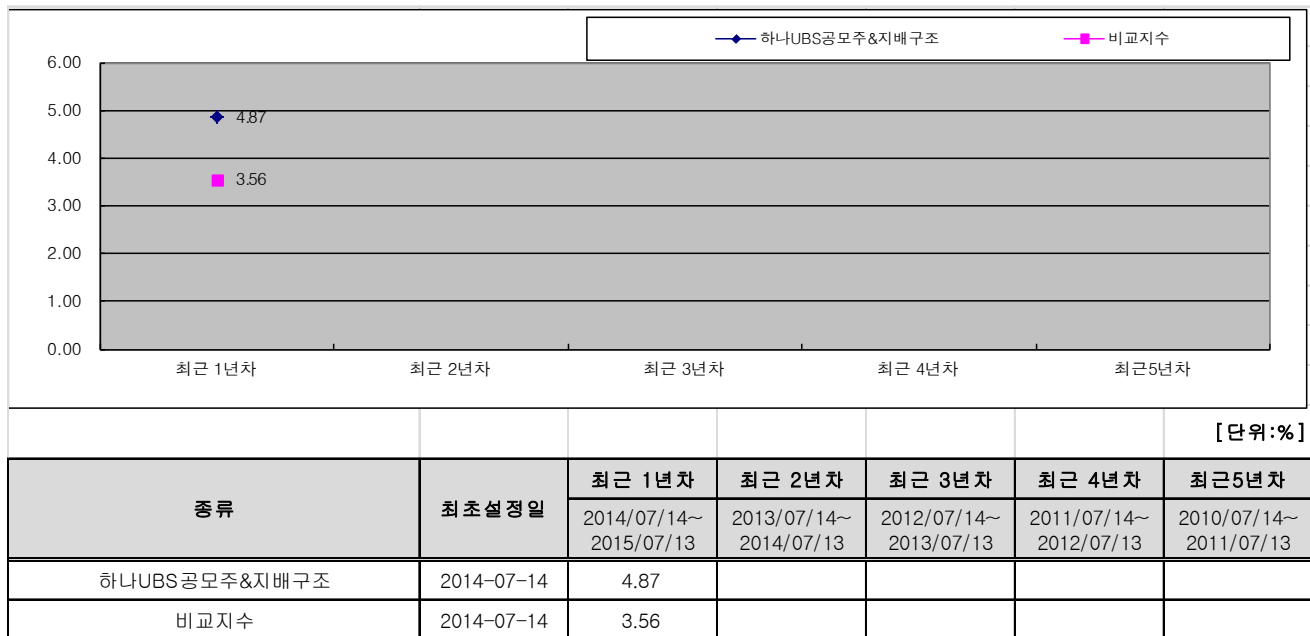 하나UBS공모주&지배구조 비교지수
6.00
5.00
4.87
4.00
3.56
3.00
2.00
1.00
0.00
최근 1년차 최근 2년차 최근 3년차 최근 4년차 최근5년차
[단위:%]
종류 최초설정일 최근 1년차 최근 2년차 최근 3년차 최근 4년차 최근5년차
2014/07/14~ 2013/07/14~ 2012/07/14~ 2011/07/14~ 2010/07/14~
2015/07/13 2014/07/13 2013/07/13 2012/07/13 2011/07/13
하나UBS공모주&지배구조 2014-07-14 4.87
비교지수 2014-07-14 3.56